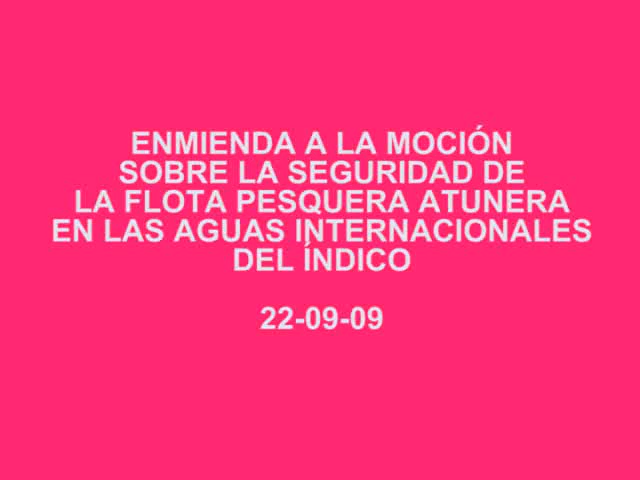 ENMIENDA A LA MOCIÓN
SOBRE LA SEGURIDAD DE
LA FLOTA PESQUERA ATUNERA
EN LAS AGUAS INTERNACIONALES
DEL ÍNDICO
22-09-09